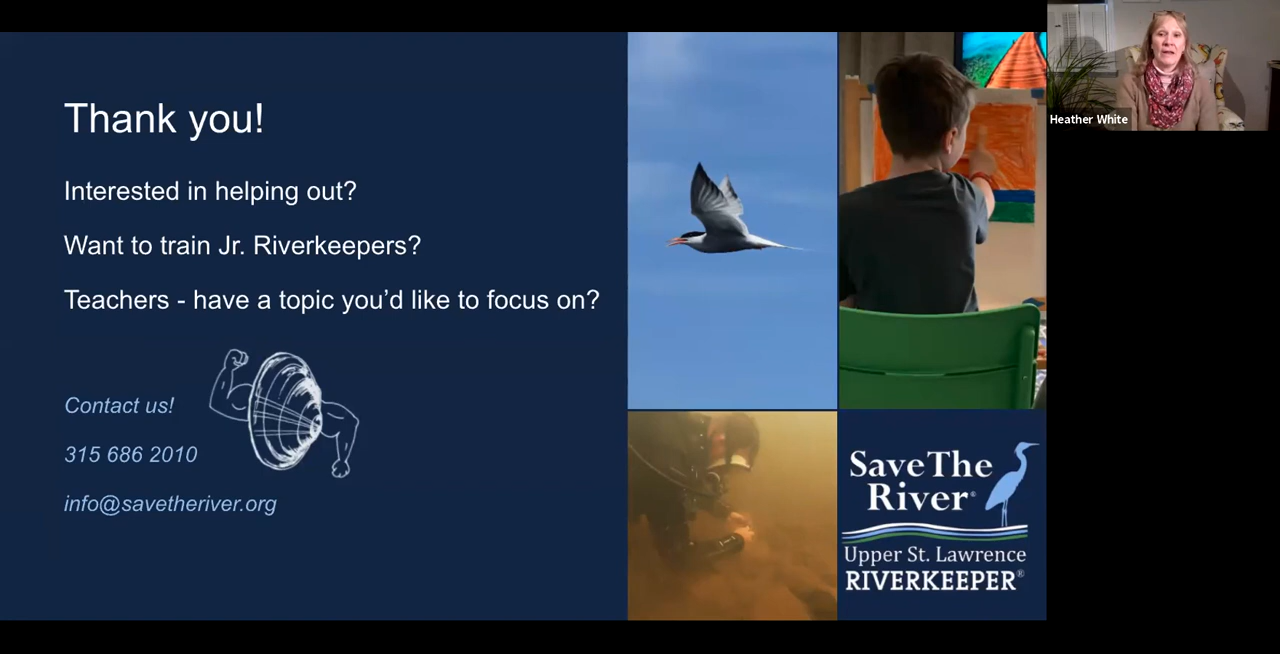 Thank you!
Interested in helping out?
Want to train Jr. Riverkeepers?
Teachers - have a topic you’d like to focus on?
Contact us!
315 686 2010
info@savetheriver.org
Save The
River®
Upper St. Lawrence
RIVERKEEPER®
Heather White